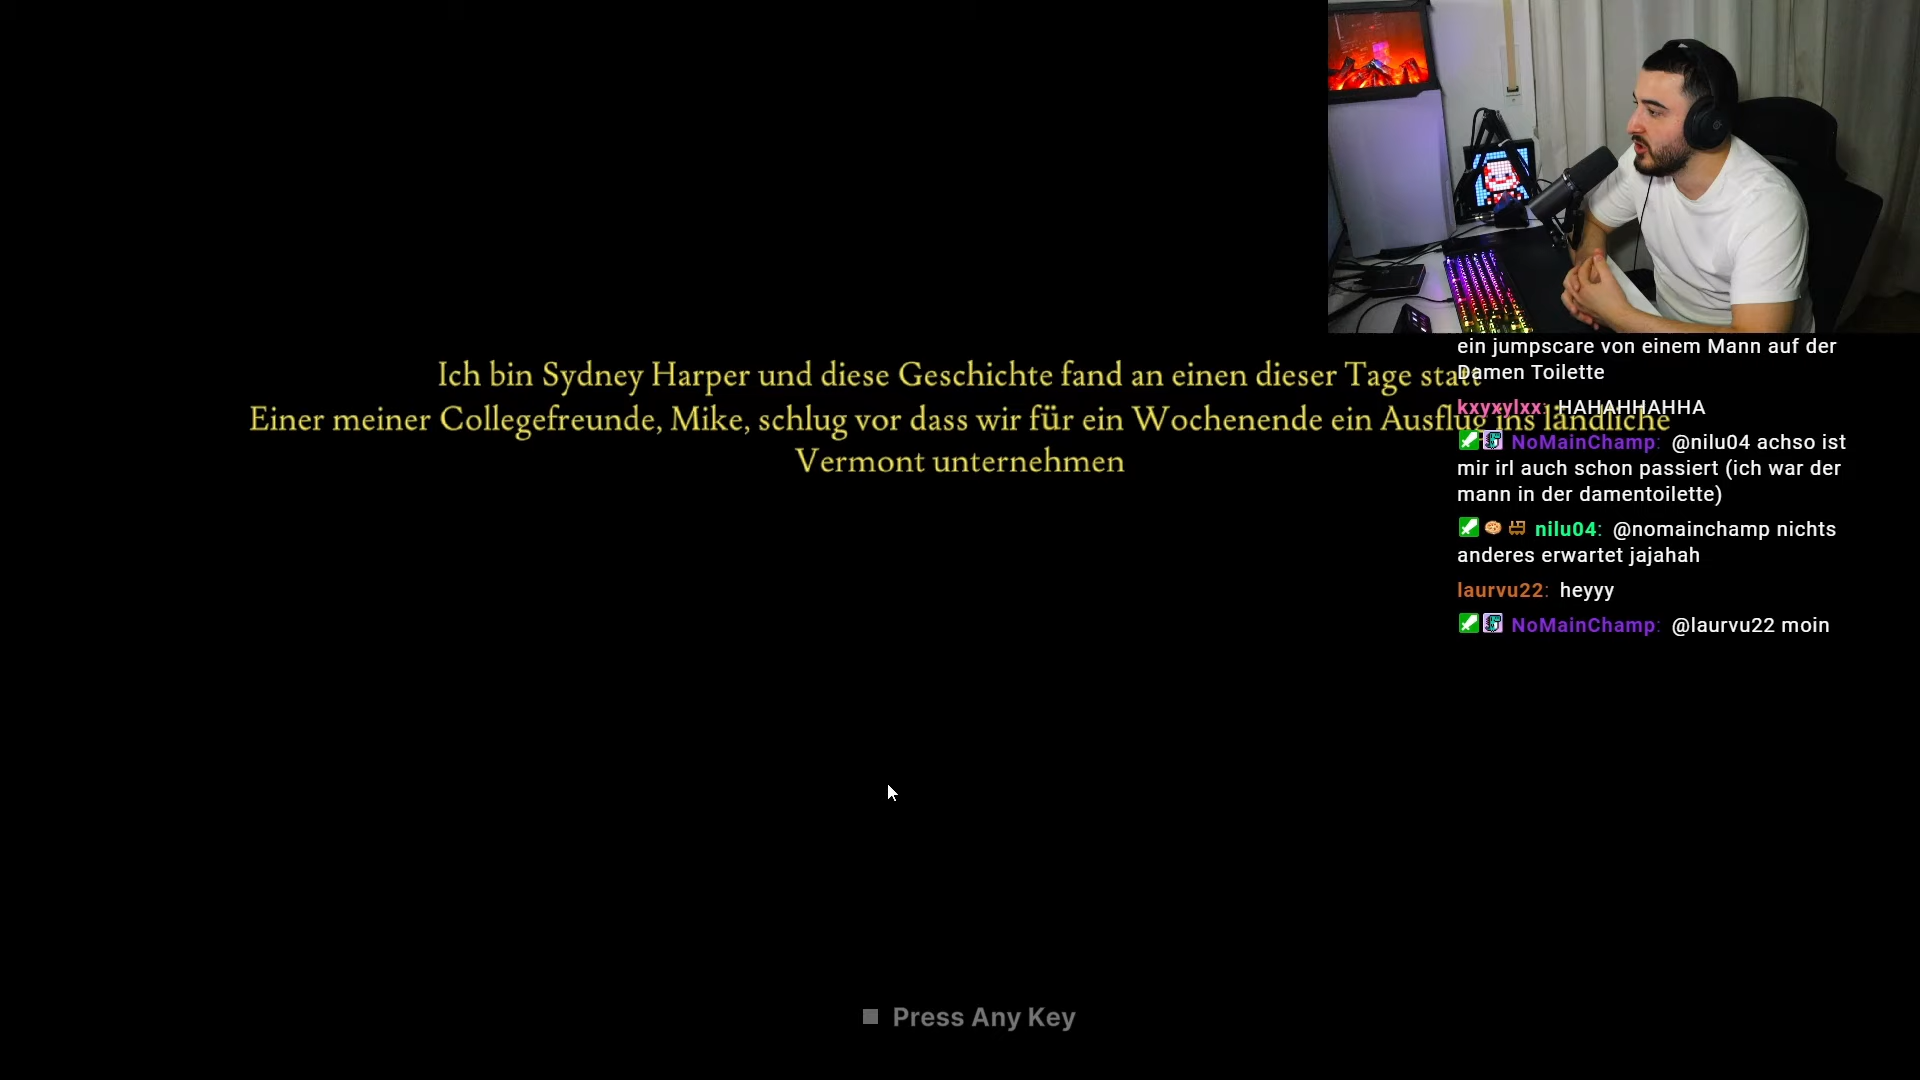 Ich bin Sydney Harper und diese Geschichte fand an einen dieser Tage statt
Einer meiner Collegefreunde, Mike, schlug vor dass wir für ein Wochenende ein Ausflug ins ländliche
Vermont unternehmen
Press Any Key
ein jumpscare von einem Mann auf der
Damen Toilette
kxyxylxx: HAHAHHAHHA
NoMainChamp: @nilu04 achso ist
mir irl auch schon passiert (ich war der
mann in der damentoilette)
nilu04: @nomainchamp nichts
anderes erwartet jajahah
laurvu22: heyyy
NoMainChamp: @laurvu22 moin